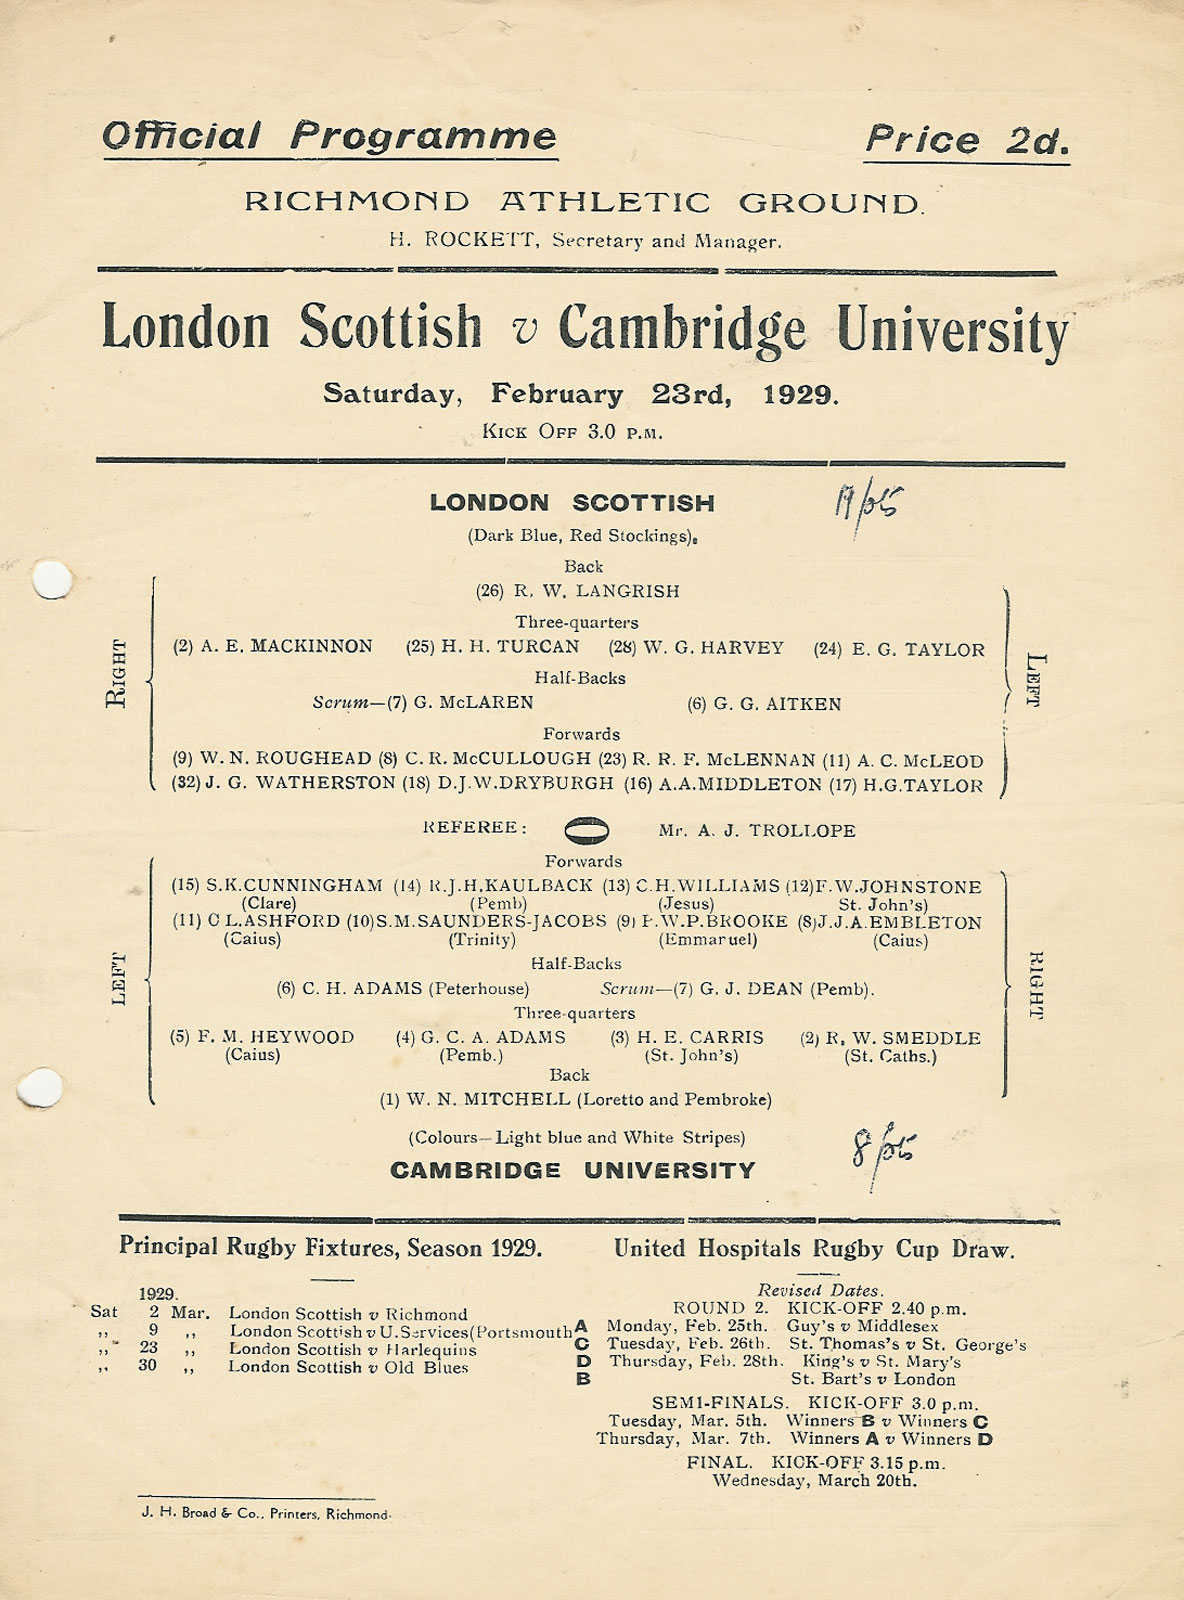 Official Programme Price 2d.
RICHMOND ATHLETIC GROUND.
H. ROCKETT, Secretary and Manager.
London Scottish v Cambridge University
Saturday, February 23rd, 1929.
KICK OFF 3.0 P.M.
LONDON SCOTTISH
(Dark Blue, Red Stockings).
Back
(26) R. W. LANGRISH
Three-quarters
(2) A. E. MACKINNON (25) H. H. TURCAN (28) W. G. HARVEY (24) E. G. TAYLOR
RIGHT
LEFT
Half-Backs
Scrum—(7) G. McLAREN (6) G. G. AITKEN
Forwards
(9) W. N. ROUGHEAD (8) C. R. McCULLOUGH (23) R. R. F. McLENNAN (11) A. C. McLEOD
(32) J. G. WATHERSTON (18) D.J.W.DRYBURGH (16) A.A.MIDDLETON (17) H.G.TAYLOR
REFEREE: Mr. A. J. TROLLOPE
Forwards
(15) S.K.CUNNINGHAM (14) R.J.H.KAULBACK (13) C.H.WILLIAMS (12)F.W.JOHNSTONE
(Clare) (Pemb) (Jesus) St. John's)
(11) C L.ASHFORD (10)S.M.SAUNDERS-JACOBS (9) F.W.P.BROOKE (8)J.J.A.EMBLETON
(Caius) (Trinity) (Emmanuel) (Caius)
LEFT
RIGHT
Half-Backs
(6) C. H. ADAMS (Peterhouse) Scrum—(7) G. J. DEAN (Pemb).
Three-quarters
(5) F. M. HEYWOOD (4) G. C. A. ADAMS (3) H. E. CARRIS (2) R. W. SMEDDLE
(Caius) (Pemb.) (St. John's) (St. Caths.)
Back
(1) W. N. MITCHELL (Loretto and Pembroke)
(Colours—Light blue and White Stripes)
CAMBRIDGE UNIVERSITY
Principal Rugby Fixtures, Season 1929.
1929.
Sat 2 Mar. London Scottish v Richmond
,, 9 ,, London Scottish v U.Services(Portsmouth
,, 23 ,, London Scottish v Harlequins
,, 30 ,, London Scottish v Old Blues
United Hospitals Rugby Cup Draw.
Revised Dates.
ROUND 2. KICK-OFF 2.40 p.m.
A Monday, Feb. 25th. Guy's v Middlesex
C Tuesday, Feb. 26th. St. Thomas's v St. George's
D Thursday, Feb. 28th. King's v St. Mary's
B St. Bart's v London
SEMI-FINALS. KICK-OFF 3.0 p.m.
Tuesday, Mar. 5th. Winners B v Winners C
Thursday, Mar. 7th. Winners A v Winners D
FINAL. KICK-OFF 3.15 p.m.
Wednesday, March 20th.
J. H. Broad & Co., Printers, Richmond.